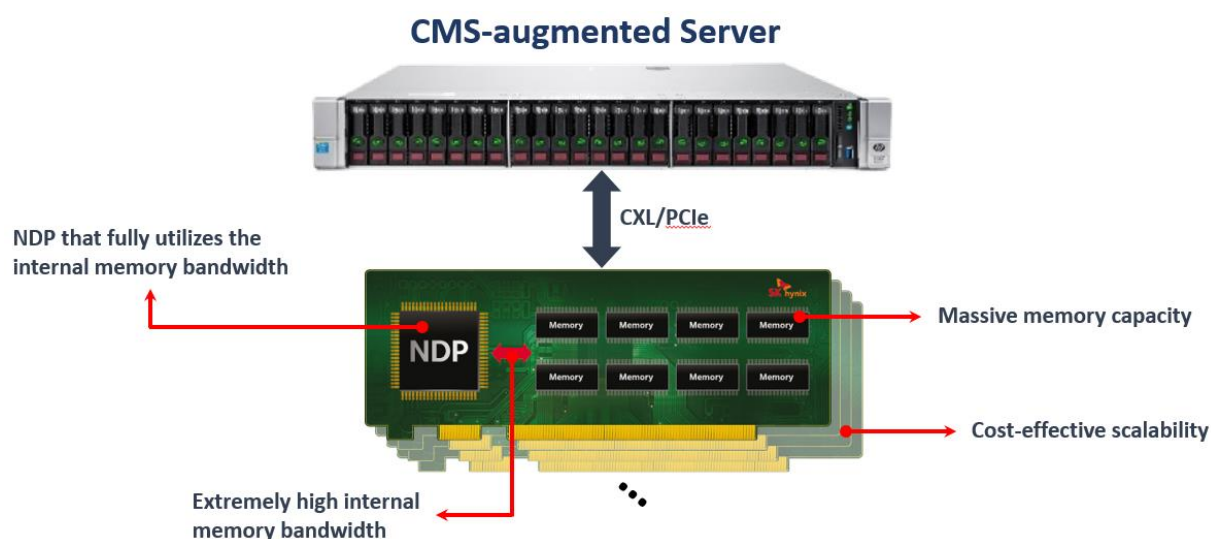 CMS-augmented Server
CXL/PCIe
NDP that fully utilizes the
internal memory bandwidth
SK hynix
NDP
Memory Memory Memory Memory
Memory Memory Memory Memory
Massive memory capacity
Cost-effective scalability
Extremely high internal
memory bandwidth